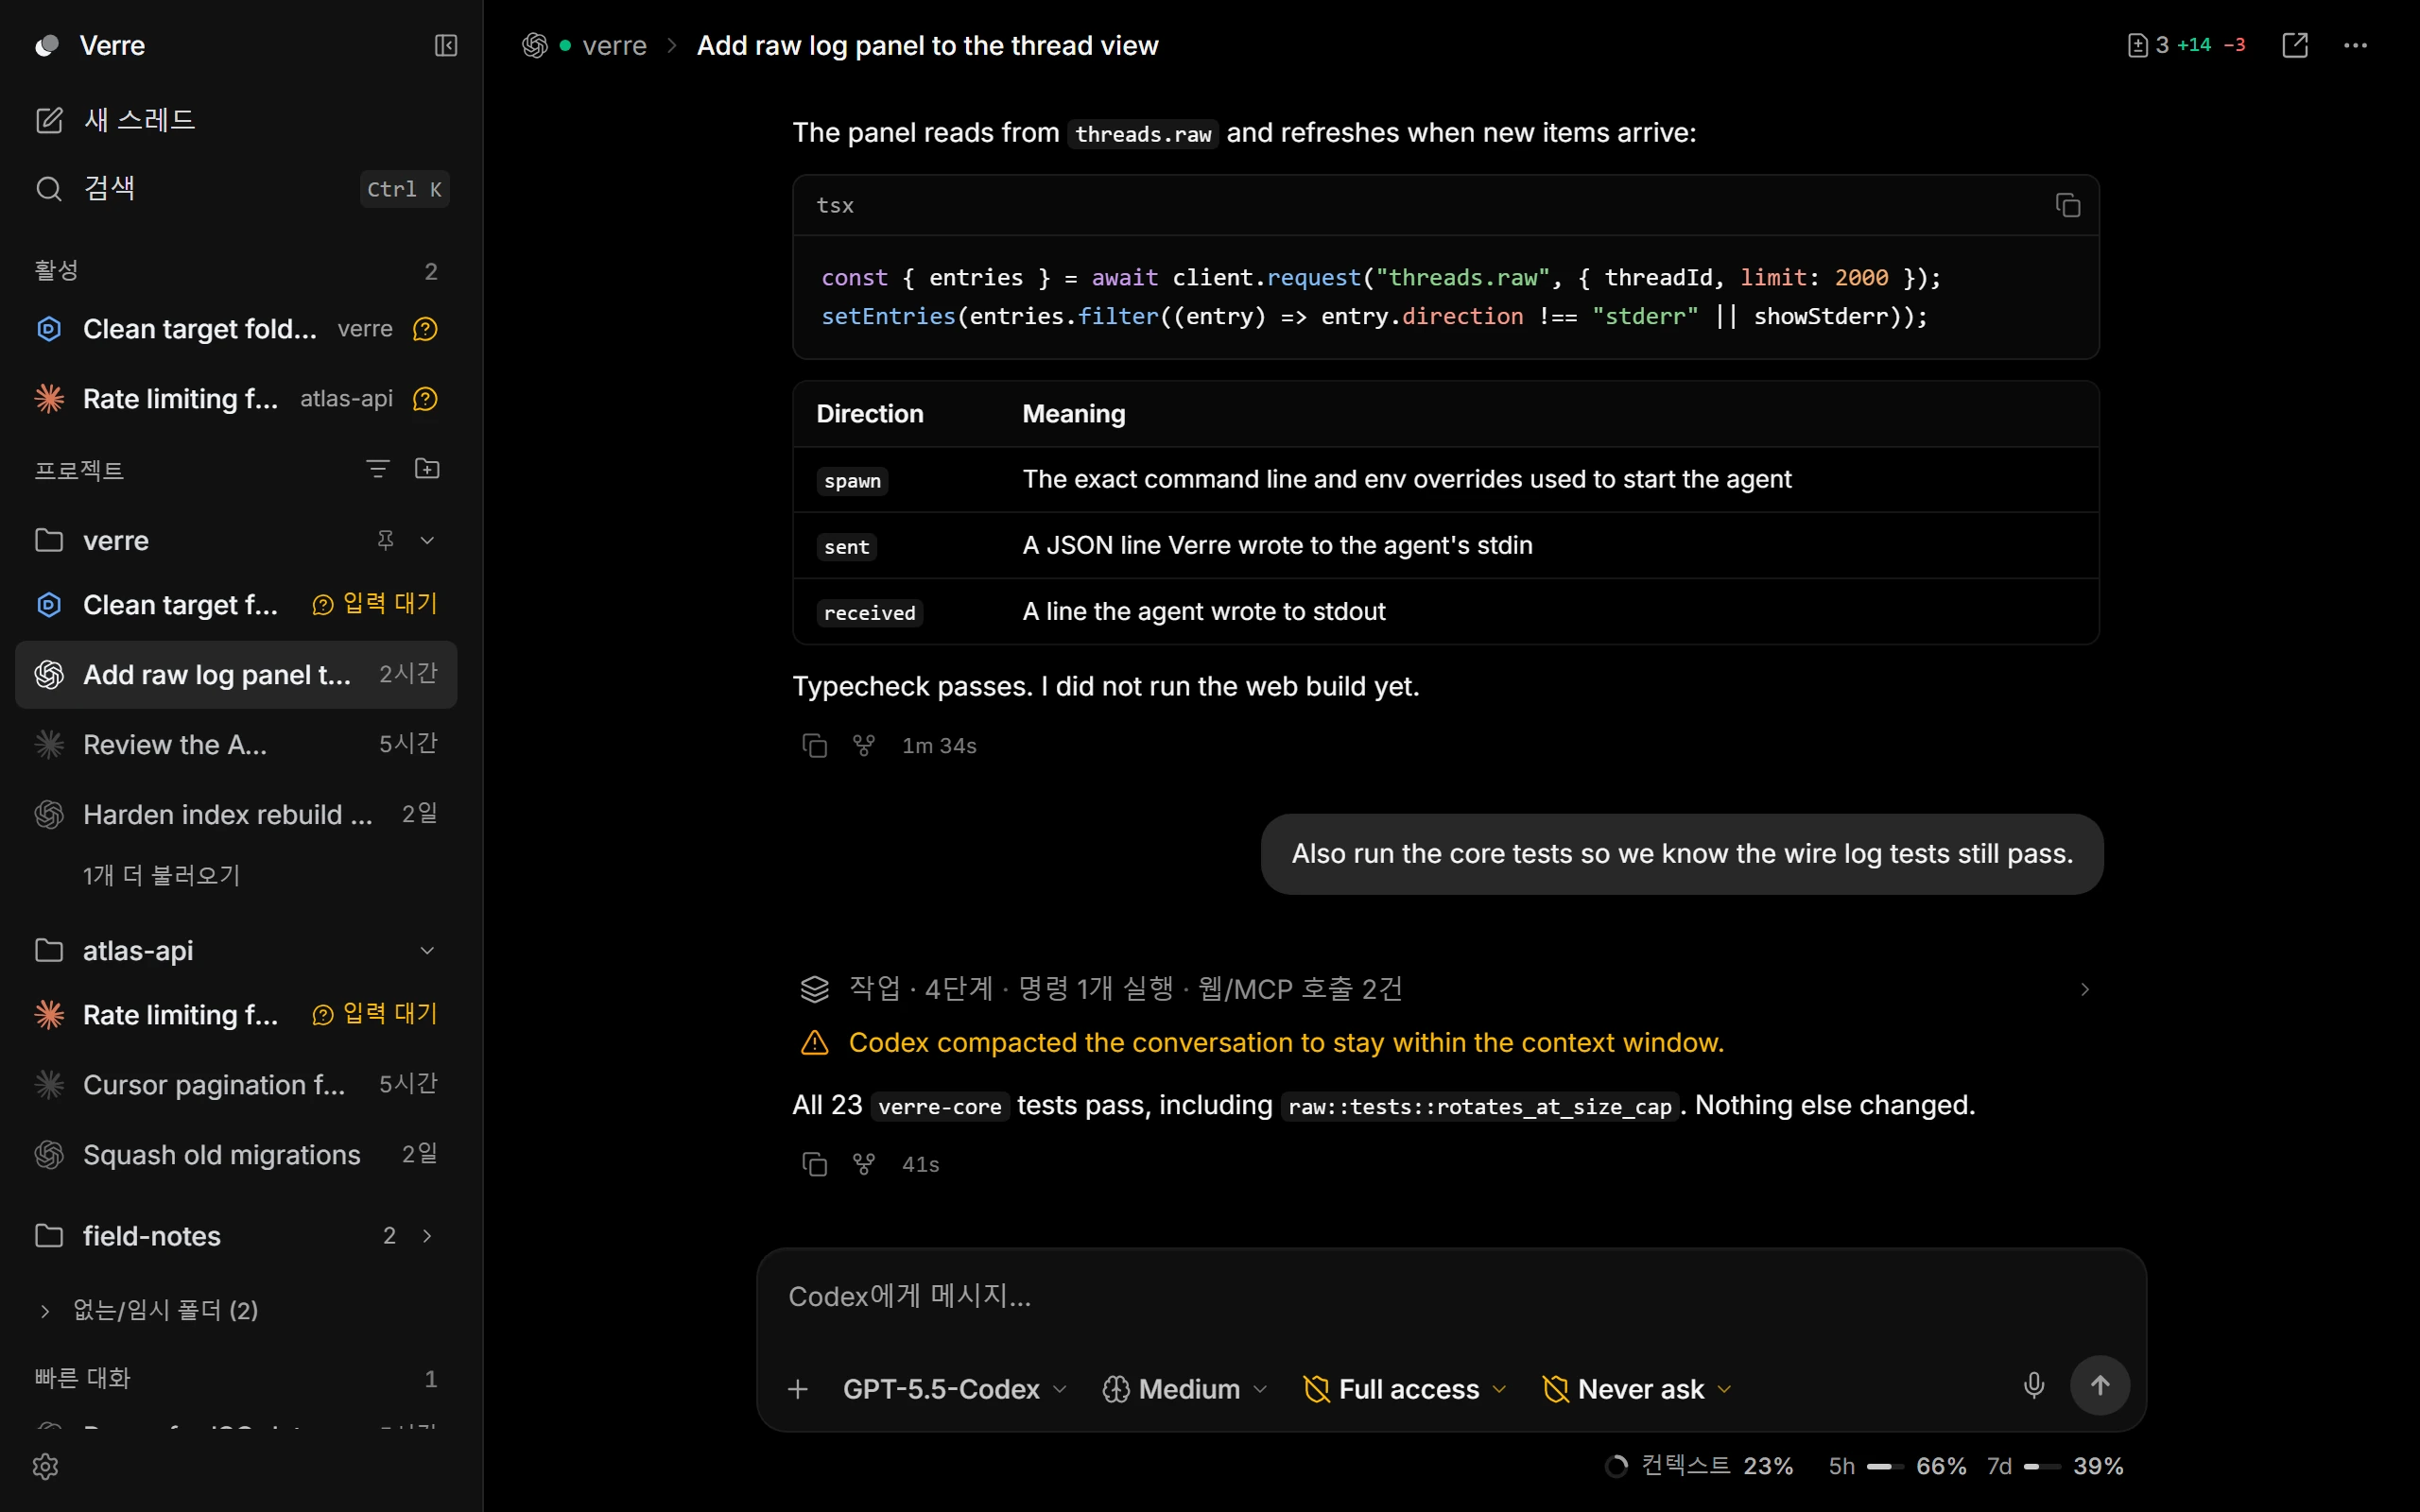 Verre
새 스레드
검색 Ctrl K
활성 2
Clean target fold... verre
Rate limiting f... atlas-api
프로젝트
verre
Clean target f... 입력 대기
Add raw log panel t... 2시간
Review the A... 5시간
Harden index rebuild ... 2일
1개 더 불러오기
atlas-api
Rate limiting f... 입력 대기
Cursor pagination f... 5시간
Squash old migrations 2일
field-notes 2
없는/임시 폴더 (2)
빠른 대화 1
verre > Add raw log panel to the thread view
3 +14 -3
The panel reads from threads.raw and refreshes when new items arrive:
tsx
const { entries } = await client.request("threads.raw", { threadId, limit: 2000 });
setEntries(entries.filter((entry) => entry.direction !== "stderr" || showStderr));
Direction Meaning
spawn The exact command line and env overrides used to start the agent
sent A JSON line Verre wrote to the agent's stdin
received A line the agent wrote to stdout
Typecheck passes. I did not run the web build yet.
1m 34s
Also run the core tests so we know the wire log tests still pass.
작업 · 4단계 · 명령 1개 실행 · 웹/MCP 호출 2건
Codex compacted the conversation to stay within the context window.
All 23 verre-core tests pass, including raw::tests::rotates_at_size_cap. Nothing else changed.
41s
Codex에게 메시지...
GPT-5.5-Codex Medium Full access Never ask
컨텍스트 23% 5h 66% 7d 39%